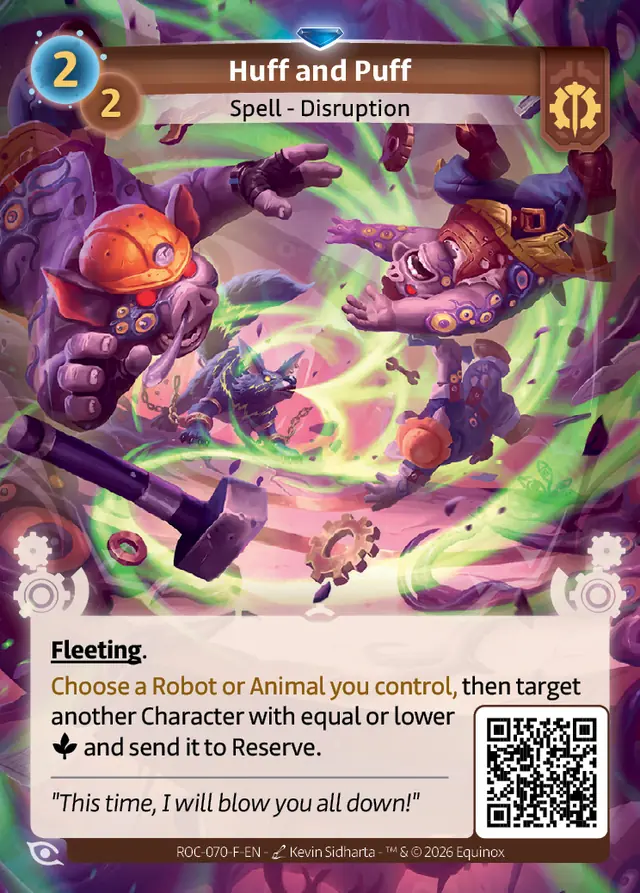 2
2
Huff and Puff
Spell - Disruption
Fleeting.
Choose a Robot or Animal you control, then target
another Character with equal or lower
and send it to Reserve.
"This time, I will blow you all down!"
ROC-070-F-EN - Kevin Sidharta - ™ & © 2026 Equinox